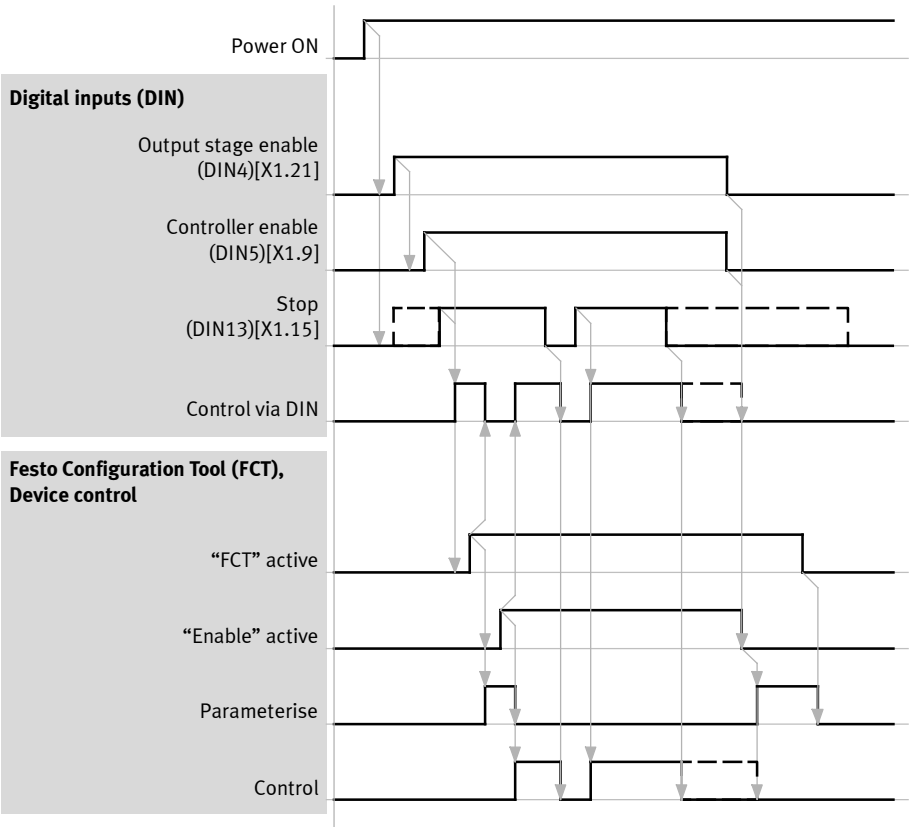 Power ON
Digital inputs (DIN)
Output stage enable
(DIN4)[X1.21]
Controller enable
(DIN5)[X1.9]
Stop
(DIN13)[X1.15]
Control via DIN
Festo Configuration Tool (FCT),
Device control
“FCT” active
“Enable” active
Parameterise
Control